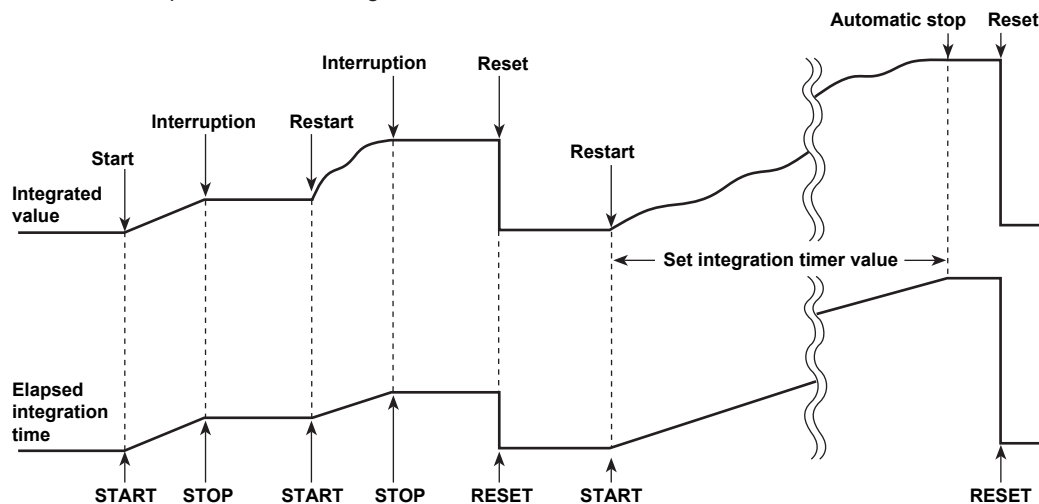 Automatic stop Reset
Interruption Reset
Interruption Restart
Start
Restart
Integrated
value
Set integration timer value
Elapsed
integration
time
START STOP START STOP RESET START RESET